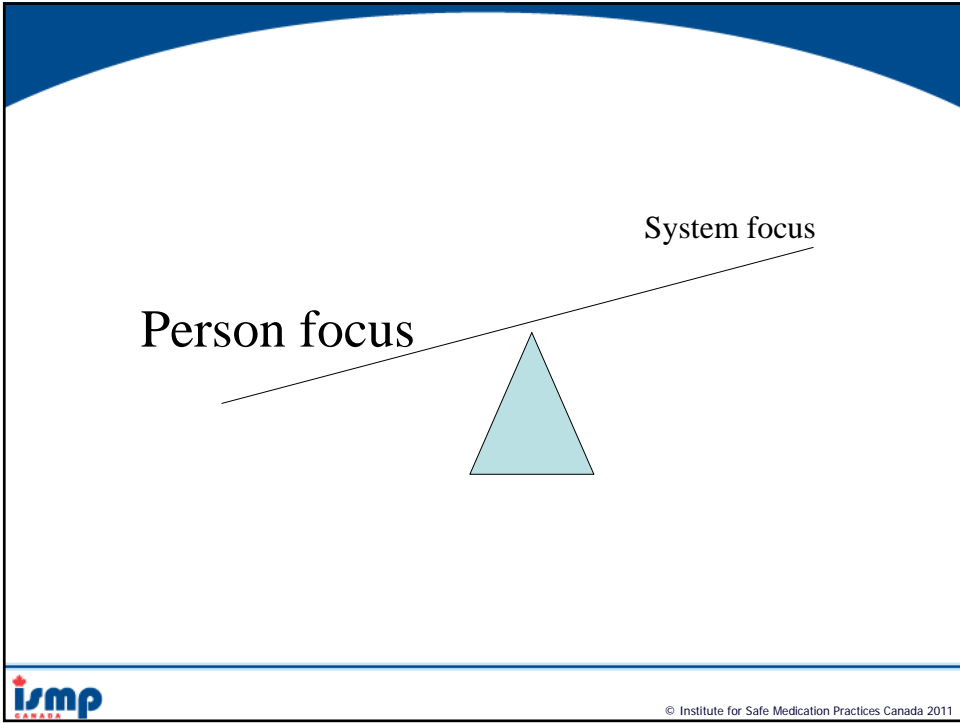 System focus
Person focus
ismp
CANADA
© Institute for Safe Medication Practices Canada 2011